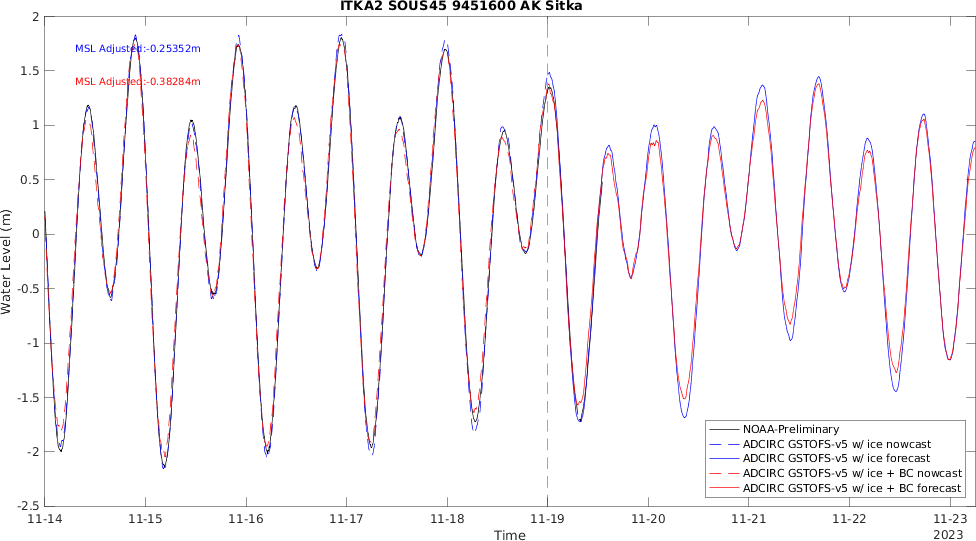 ITKA2 SOUS45 9451600 AK Sitka
MSL Adjusted:-0.25352m
MSL Adjusted:-0.38284m
Water Level (m)
2
1.5
1
0.5
0
-0.5
-1
-1.5
-2
-2.5
NOAA-Preliminary
ADCIRC GSTOFS-v5 w/ ice nowcast
ADCIRC GSTOFS-v5 w/ ice forecast
ADCIRC GSTOFS-v5 w/ ice + BC nowcast
ADCIRC GSTOFS-v5 w/ ice + BC forecast
11-14 11-15 11-16 11-17 11-18 11-19 11-20 11-21 11-22 11-23
Time
2023